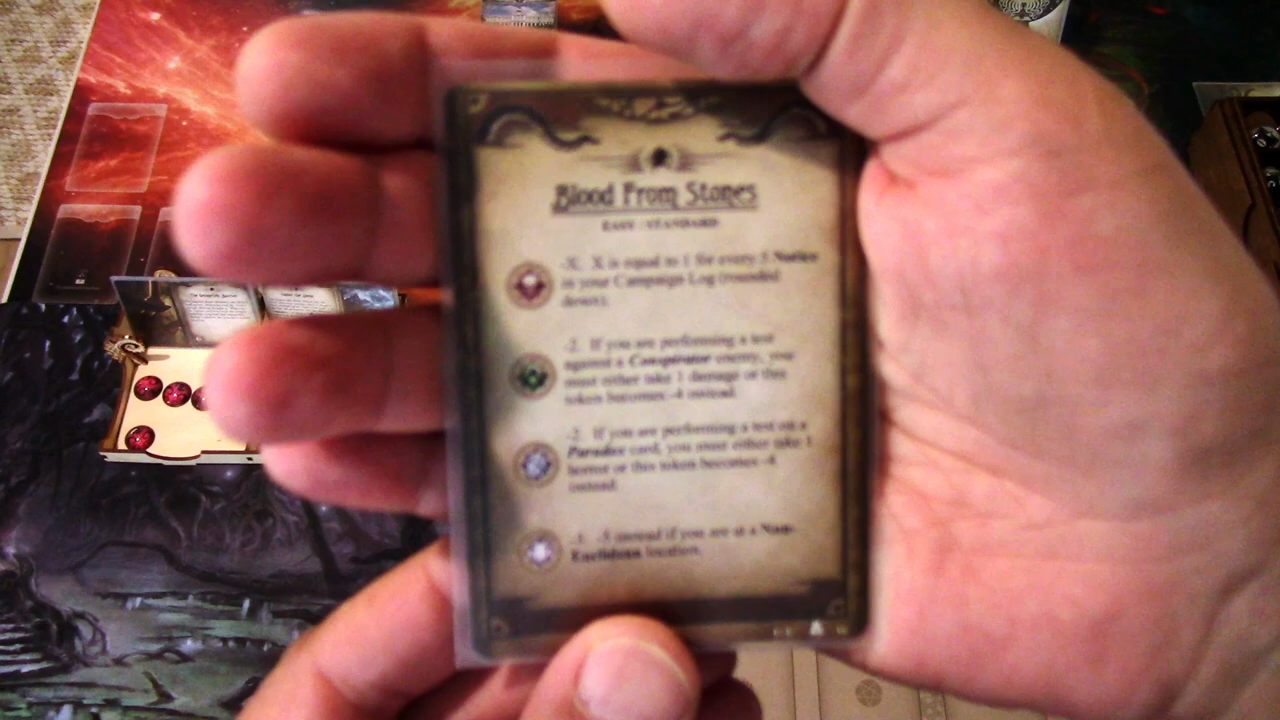 Blood From Stones
EASY / STANDARD
-X. X is equal to 1 for every 5 Notice
in your Campaign Log (rounded
down).
-2. If you are performing a test
against a Conspirator enemy, you
must either take 1 damage or this
token becomes -4 instead.
-2. If you are performing a test on a
Paradox card, you must either take 1
horror or this token becomes -4
instead.
instead if you are at a Non-
Euclidean location.